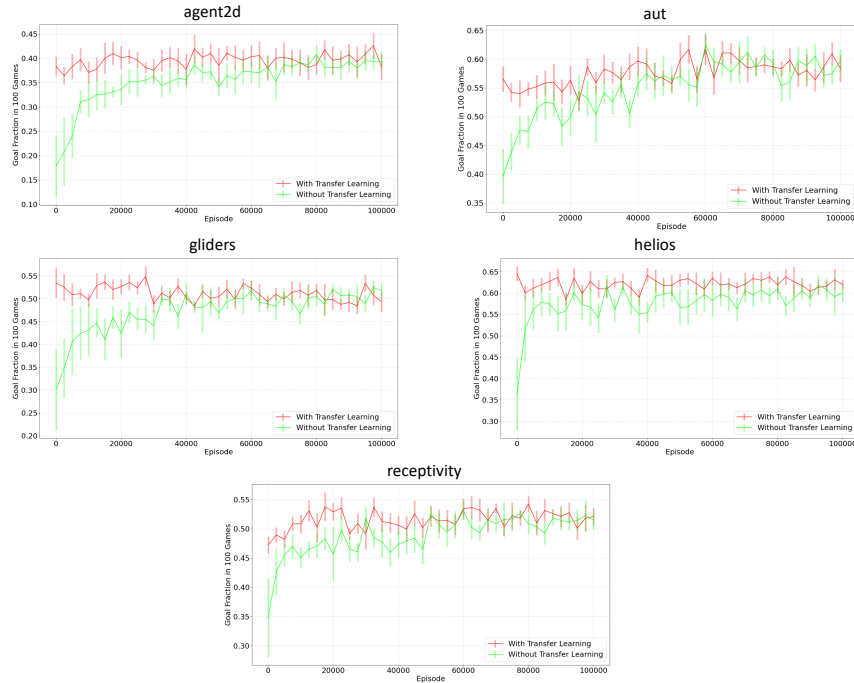 agent2d
Goal Fraction in 100 Games
0.45
0.40
0.35
0.30
0.25
0.20
0.15
0.10
0
20000
40000
60000
80000
100000
Episode
With Transfer Learning
Without Transfer Learning
aut
Goal Fraction in 100 Games
0.65
0.60
0.55
0.50
0.45
0.40
0.35
0
20000
40000
60000
80000
100000
Episode
With Transfer Learning
Without Transfer Learning
gliders
Goal Fraction in 100 Games
0.55
0.50
0.45
0.40
0.35
0.30
0.25
0.20
0
20000
40000
60000
80000
100000
Episode
With Transfer Learning
Without Transfer Learning
helios
Goal Fraction in 100 Games
0.65
0.60
0.55
0.50
0.45
0.40
0.35
0.30
0
20000
40000
60000
80000
100000
Episode
With Transfer Learning
Without Transfer Learning
receptivity
Goal Fraction in 100 Games
0.55
0.50
0.45
0.40
0.35
0.30
0
20000
40000
60000
80000
100000
Episode
With Transfer Learning
Without Transfer Learning